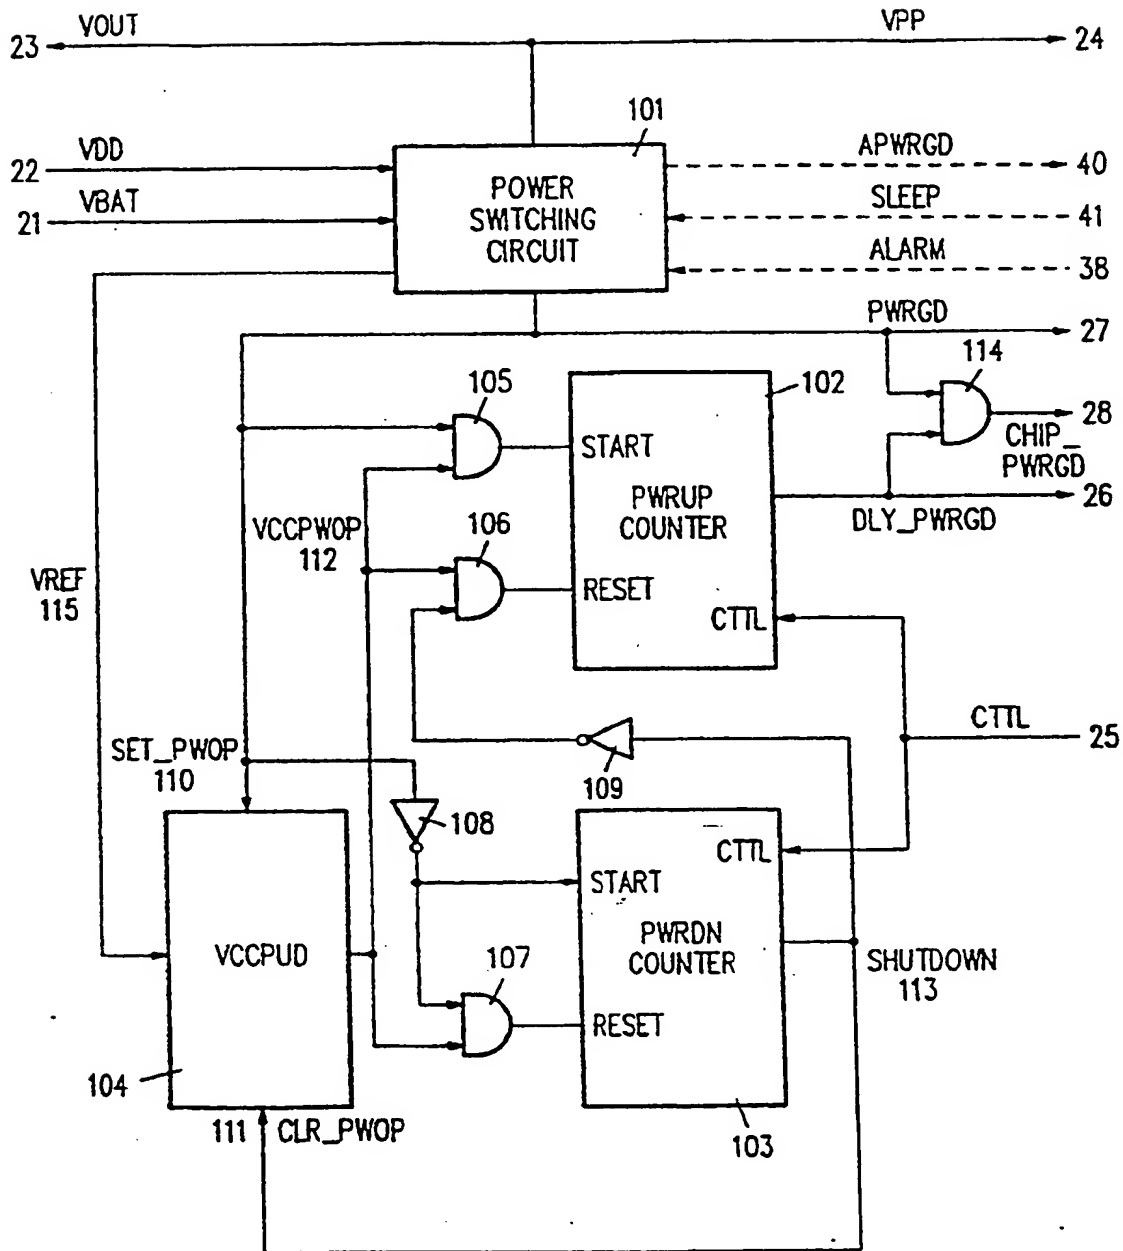 VOUT
23
VPP
24
101
VDD
22
APWRGD
40
POWER
SWITCHING
CIRCUIT
VBAT
21
SLEEP
41
ALARM
38
PWRGD
27
114
105
102
28
CHIP_
PWRGD
START
PWRUP
COUNTER
26
DLY_PWRGD
VCCPWOP
112
106
VREF
115
RESET
CTTL
CTTL
25
SET_PWOP
110
109
108
CTTL
START
PWRDN
COUNTER
VCCPUD
SHUTDOWN
113
107
RESET
104
111 CLR_PWOP
103